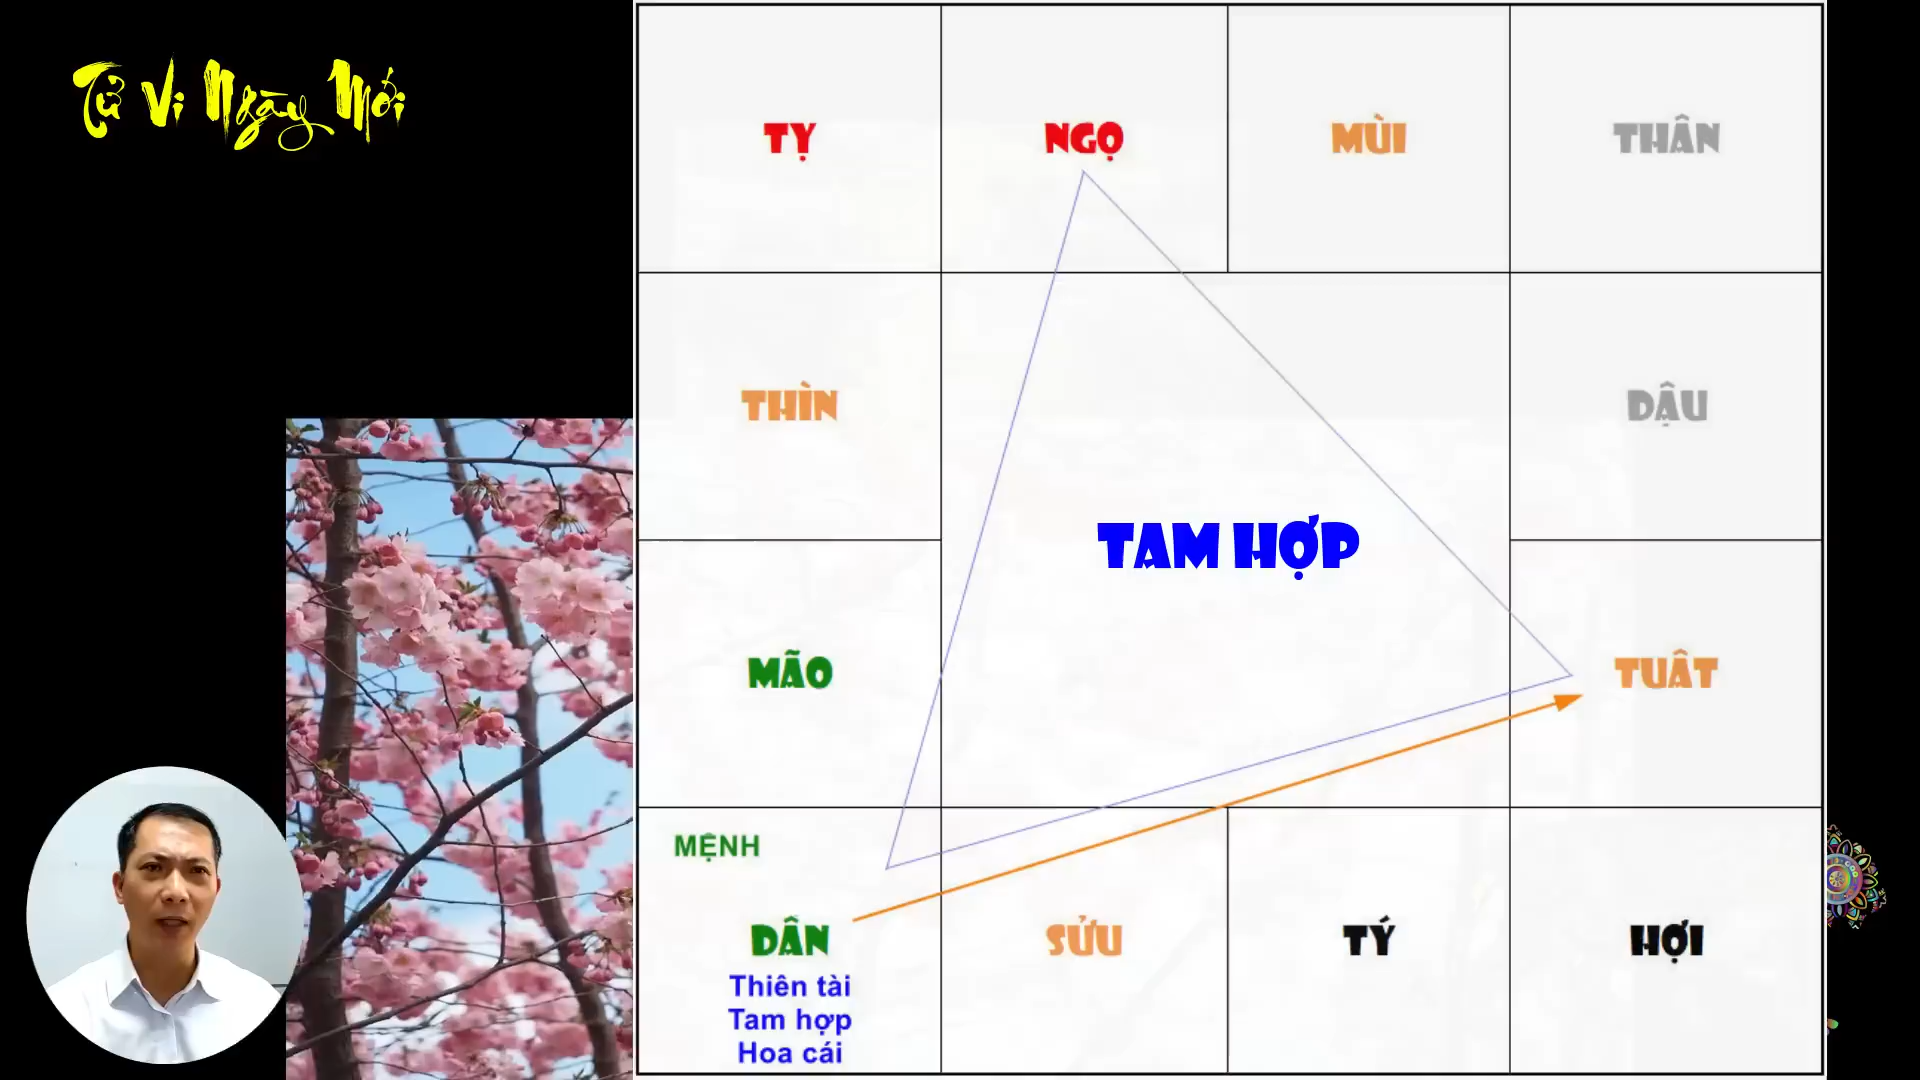 Tử Vi Ngày Mới
TỴ
NGỌ
MÙI
THÂN
THÌN
DẬU
TAM HỢP
MÃO
TUẤT
MỆNH
DẦN
SỬU
TÝ
HỢI
Thiên tài
Tam hợp
Hoa cái